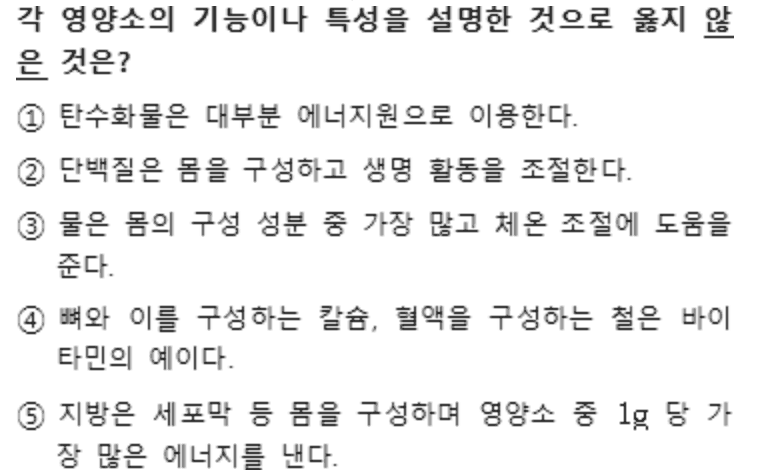 각 영양소의 기능이나 특성을 설명한 것으로 옳지 않
은 것은?
① 탄수화물은 대부분 에너지원으로 이용한다.
② 단백질은 몸을 구성하고 생명 활동을 조절한다.
③ 물은 몸의 구성 성분 중 가장 많고 체온 조절에 도움을
준다.
④ 뼈와 이를 구성하는 칼슘, 혈액을 구성하는 철은 바이
타민의 예이다.
⑤ 지방은 세포막 등 몸을 구성하며 영양소 중 1g 당 가
장 많은 에너지를 낸다.